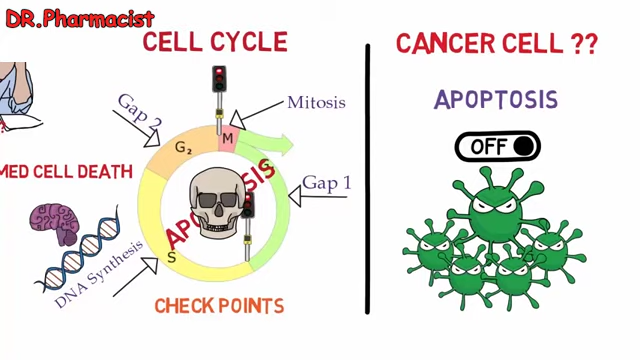 DR.Pharmacist
CELL CYCLE
CANCER CELL ??
Gap 2
Mitosis
APOPTOSIS
M
G₂
OFF
MED CELL DEATH
Gap 1
DNA Synthesis
S
CHECK POINTS